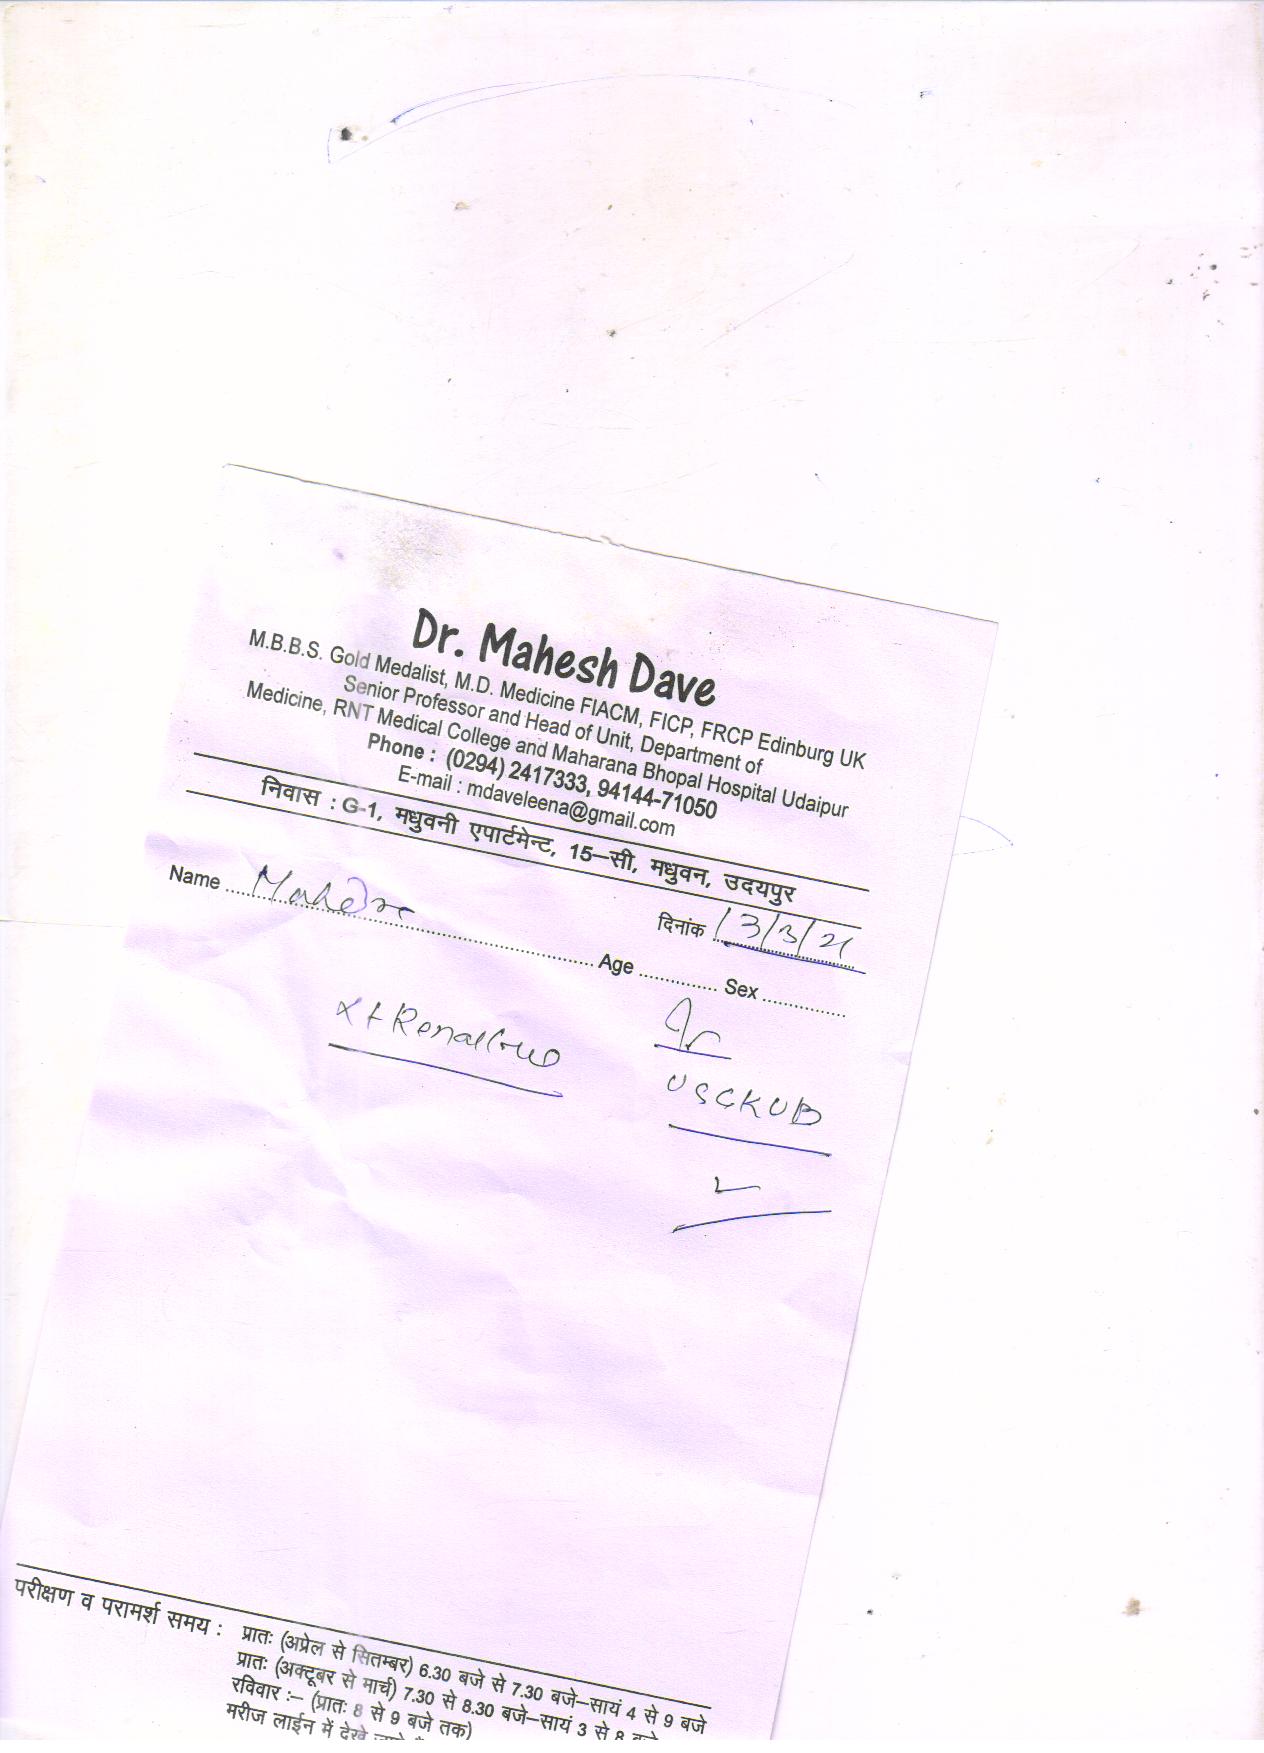 Dr. Mahesh Dave
M.B.B.S. Gold Medalist, M.D. Medicine FIACM, FICP, FRCP Edinburg UK
Senior Professor and Head of Unit, Department of
Medicine, RNT Medical College and Maharana Bhopal Hospital Udaipur
Phone : (0294) 2417333, 94144-71050
E-mail : mdaveleena@gmail.com
निवास : G-1, मधुवनी एपार्टमेन्ट, 15–सी, मधुवन, उदयपुर
दिनांक 13/3/21
Name Age Sex
USGKUB
परीक्षण व परामर्श समय : प्रातः (अप्रेल से सितम्बर) 6.30 बजे से 7.30 बजे–सायं 4 से 9 बजे
प्रातः (अक्टूबर से मार्च) 7.30 से 8.30 बजे–सायं 3 से 8
रविवार :– (प्रातः 8 से 9 बजे तक)
मरीज लाईन में देखे